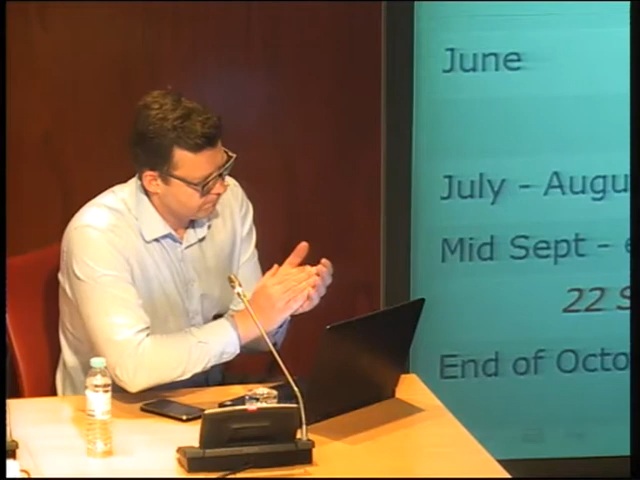 June
July - Augu
Mid Sept - e
22 S
End of Octo